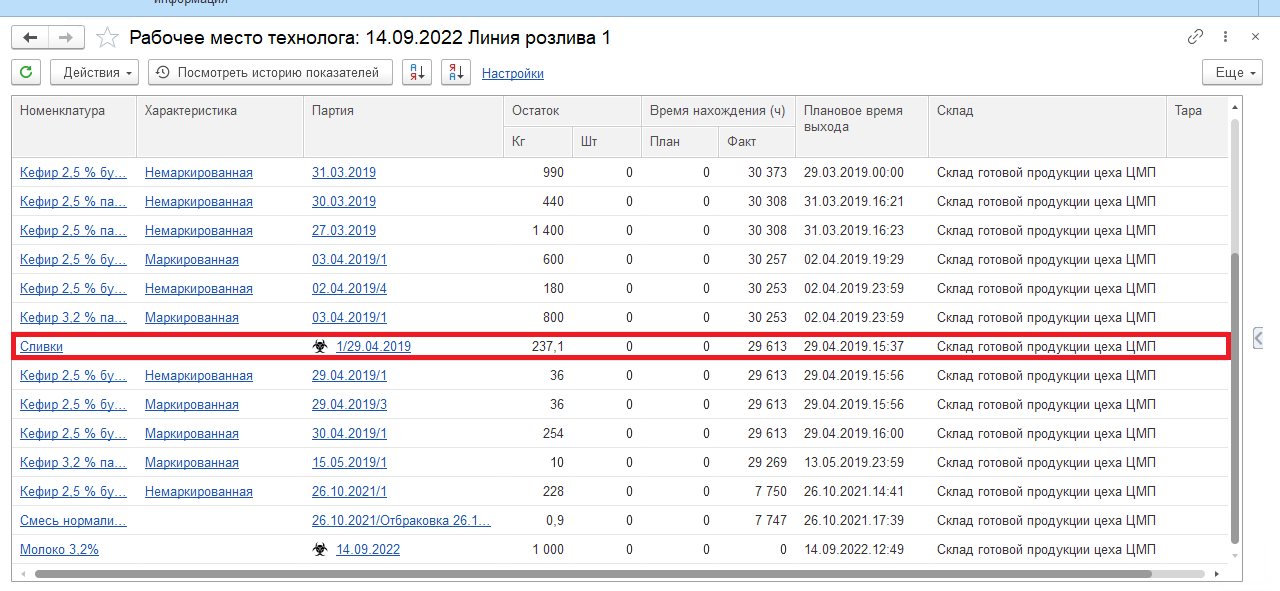 информация
Рабочее место технолога: 14.09.2022 Линия розлива 1
Действия Посмотреть историю показателей А Я Я А Настройки Еще
Номенклатура Характеристика Партия Остаток Время нахождения (ч) Плановое время выхода Склад Тара
Кг Шт План Факт
Кефир 2,5 % бу... Немаркированная 31.03.2019 990 0 0 30 373 29.03.2019.00:00 Склад готовой продукции цеха ЦМП
Кефир 2,5 % па... Немаркированная 30.03.2019 440 0 0 30 308 31.03.2019.16:21 Склад готовой продукции цеха ЦМП
Кефир 2,5 % па... Немаркированная 27.03.2019 1 400 0 0 30 308 31.03.2019.16:23 Склад готовой продукции цеха ЦМП
Кефир 2,5 % бу... Маркированная 03.04.2019/1 600 0 0 30 257 02.04.2019.19:29 Склад готовой продукции цеха ЦМП
Кефир 2,5 % бу... Немаркированная 02.04.2019/4 180 0 0 30 253 02.04.2019.23:59 Склад готовой продукции цеха ЦМП
Кефир 3,2 % па... Маркированная 03.04.2019/1 800 0 0 30 253 02.04.2019.23:59 Склад готовой продукции цеха ЦМП
Сливки 1/29.04.2019 237,1 0 0 29 613 29.04.2019.15:37 Склад готовой продукции цеха ЦМП
Кефир 2,5 % бу... Немаркированная 29.04.2019/1 36 0 0 29 613 29.04.2019.15:56 Склад готовой продукции цеха ЦМП
Кефир 2,5 % бу... Маркированная 29.04.2019/3 36 0 0 29 613 29.04.2019.15:56 Склад готовой продукции цеха ЦМП
Кефир 2,5 % бу... Маркированная 30.04.2019/1 254 0 0 29 613 29.04.2019.16:00 Склад готовой продукции цеха ЦМП
Кефир 3,2 % па... Маркированная 15.05.2019/1 10 0 0 29 269 13.05.2019.23:59 Склад готовой продукции цеха ЦМП
Кефир 2,5 % бу... Немаркированная 26.10.2021/1 228 0 0 7 750 26.10.2021.14:41 Склад готовой продукции цеха ЦМП
Смесь нормали... 26.10.2021/Отбраковка 26.1... 0,9 0 0 7 747 26.10.2021.17:39 Склад готовой продукции цеха ЦМП
Молоко 3,2% 14.09.2022 1 000 0 0 0 14.09.2022.12:49 Склад готовой продукции цеха ЦМП